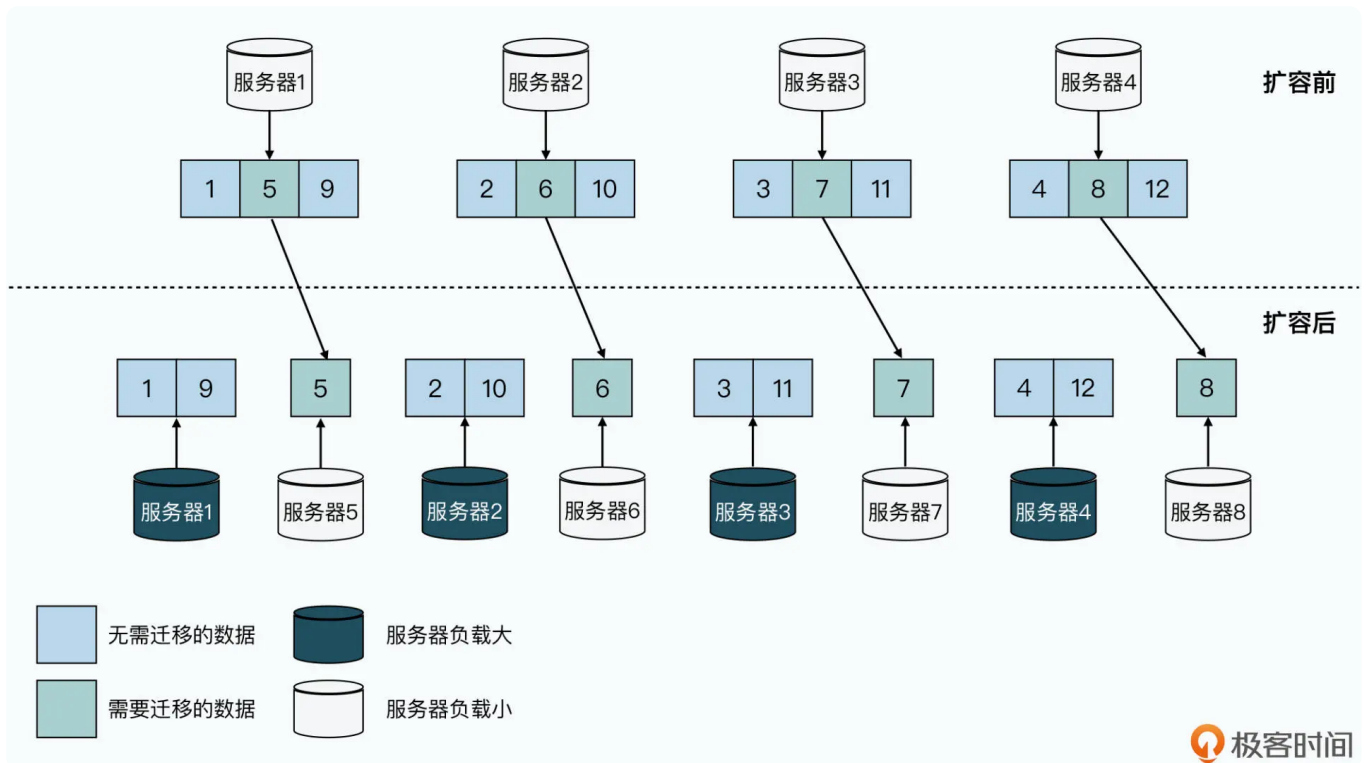 服务器1 服务器2 服务器3 服务器4 扩容前
1 5 9 2 6 10 3 7 11 4 8 12
扩容后
1 9 5 2 10 6 3 11 7 4 12 8
服务器1 服务器5 服务器2 服务器6 服务器3 服务器7 服务器4 服务器8
无需迁移的数据 服务器负载大
需要迁移的数据 服务器负载小
极客时间